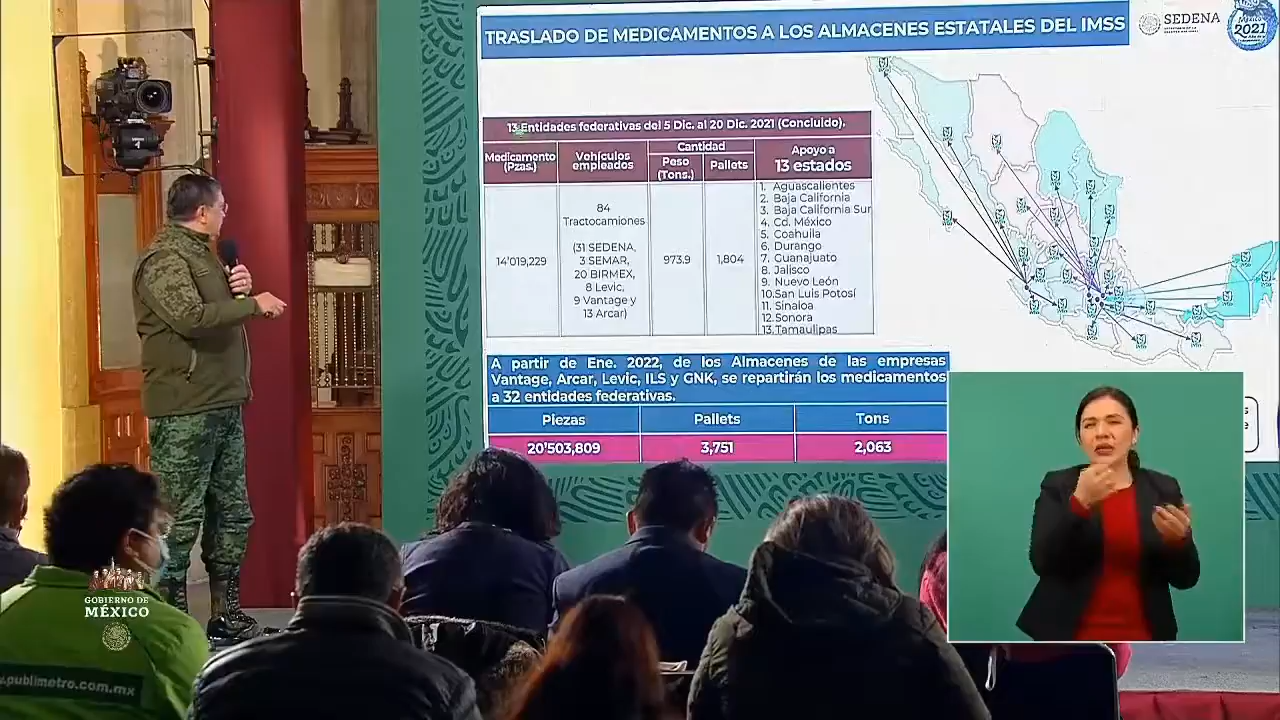 TRASLADO DE MEDICAMENTOS A LOS ALMACENES ESTATALES DEL IMSS
SEDENA
2021
13 Entidades federativas del 5 Dic. al 20 Dic. 2021 (Concluido).
Medicamento (Pzas.)
Vehículos empleados
Cantidad
Peso (Tons.)
Pallets
Apoyo a 13 estados
14'019,229
84
Tractocamiones
(31 SEDENA,
3 SEMAR,
20 BIRMEX,
8 Levic,
9 Vantage y
13 Arcar)
973.9
1,804
1. Aguascalientes
2. Baja California
3. Baja California Sur
4. Cd. México
5. Coahuila
6. Durango
7. Guanajuato
8. Jalisco
9. Nuevo León
10.San Luis Potosí
11. Sinaloa
12. Sonora
13.Tamaulipas
A partir de Ene. 2022, de los Almacenes de las empresas
Vantage, Arcar, Levic, ILS y GNK, se repartirán los medicamentos
a 32 entidades federativas.
Piezas Pallets Tons
20'503,809 3,751 2,063
GOBIERNO DE
MÉXICO
.publimetro.com.mx